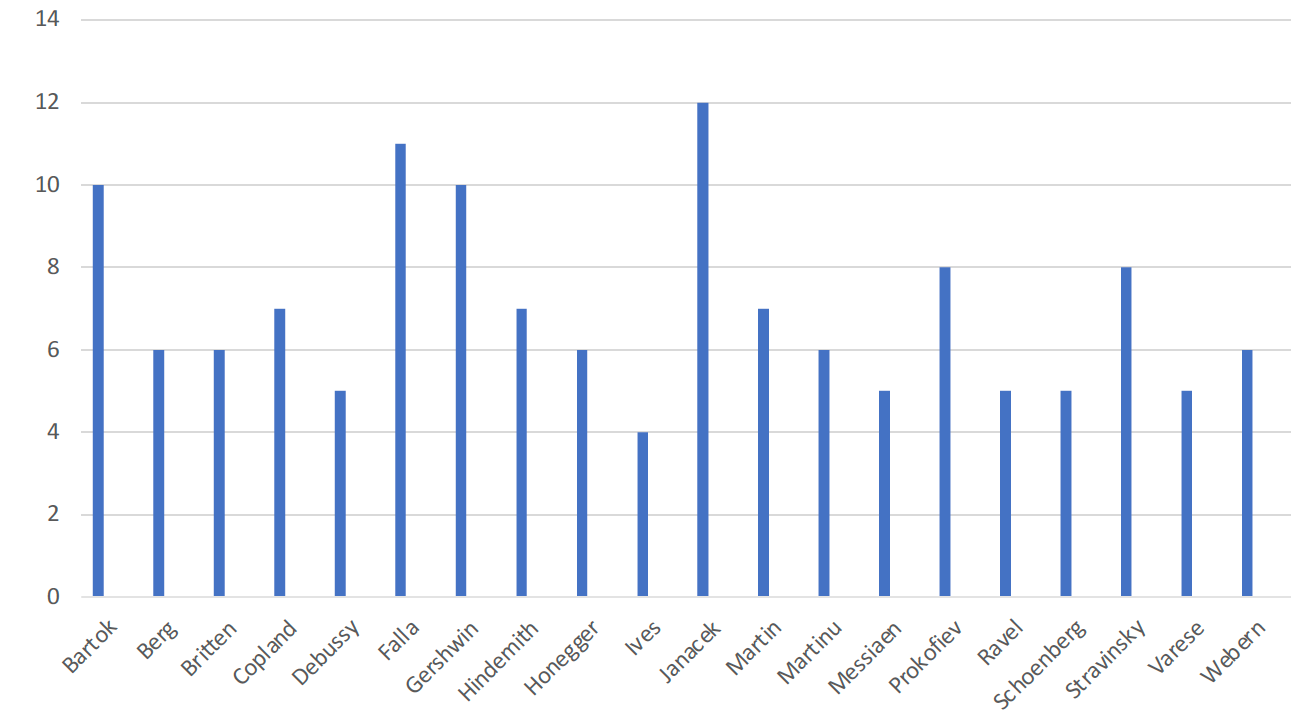 14
12
10
8
6
4
2
0
Bartok
Berg
Britten
Copland
Debussy
Falla
Gershwin
Hindemith
Honegger
Ives
Janacek
Martin
Martinu
Messiaen
Prokofiev
Ravel
Schoenberg
Stravinsky
Varese
Webern